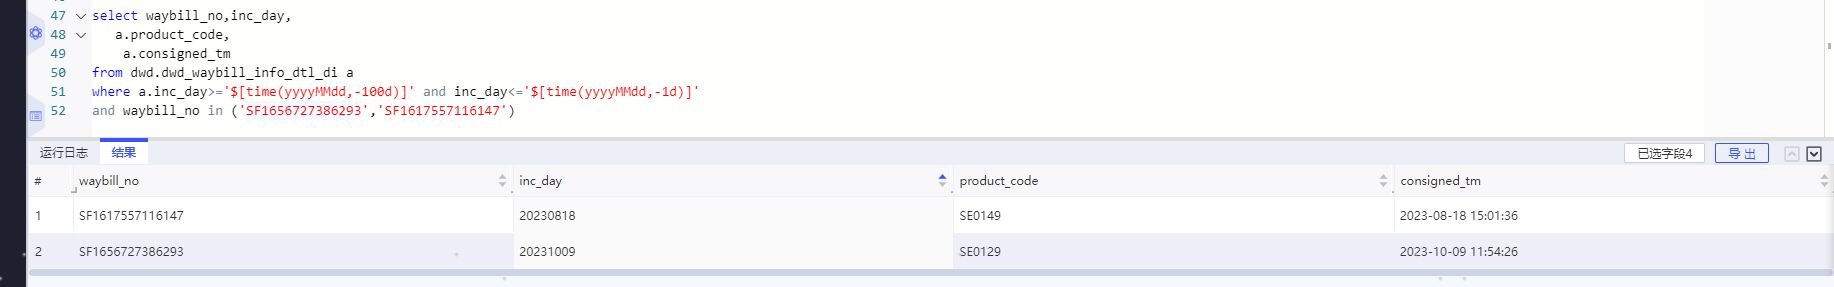 47 select waybill_no,inc_day,
48 a.product_code,
49 a.consigned_tm
50 from dwd.dwd_waybill_info_dtl_di a
51 where a.inc_day>='$[time(yyyyMMdd,-100d)]' and inc_day<='$[time(yyyyMMdd,-1d)]'
52 and waybill_no in ('SF1656727386293','SF1617557116147')
运行日志 结果 已选字段4 导出
# waybill_no inc_day product_code consigned_tm
1 SF1617557116147 20230818 SE0149 2023-08-18 15:01:36
2 SF1656727386293 20231009 SE0129 2023-10-09 11:54:26